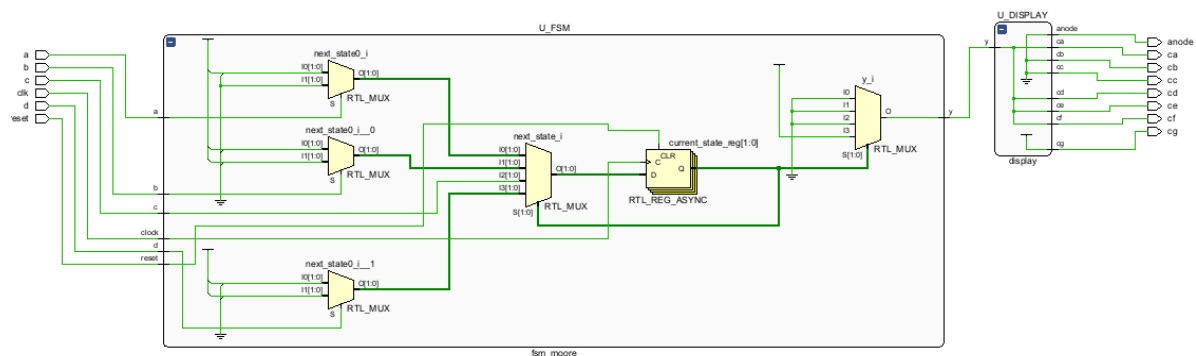 U_FSM
U_DISPLAY
a
b
c
clk
d
reset
a
b
c
clock
d
reset
next_state0_i
I0[1:0]
I1[1:0]
O[1:0]
S
RTL_MUX
next_state0_i__0
I0[1:0]
I1[1:0]
O[1:0]
S
RTL_MUX
next_state0_i__1
I0[1:0]
I1[1:0]
O[1:0]
S
RTL_MUX
next_state_i
I0[1:0]
I1[1:0]
I2[1:0]
I3[1:0]
O[1:0]
S[1:0]
RTL_MUX
current_state_reg[1:0]
CLR
C
D
Q
RTL_REG_ASYNC
y_i
I0
I1
I2
I3
O
S[1:0]
RTL_MUX
y
fsm_moore
y
anode
ca
cb
cc
cd
ce
cf
cg
display
anode
ca
cb
cc
cd
ce
cf
cg